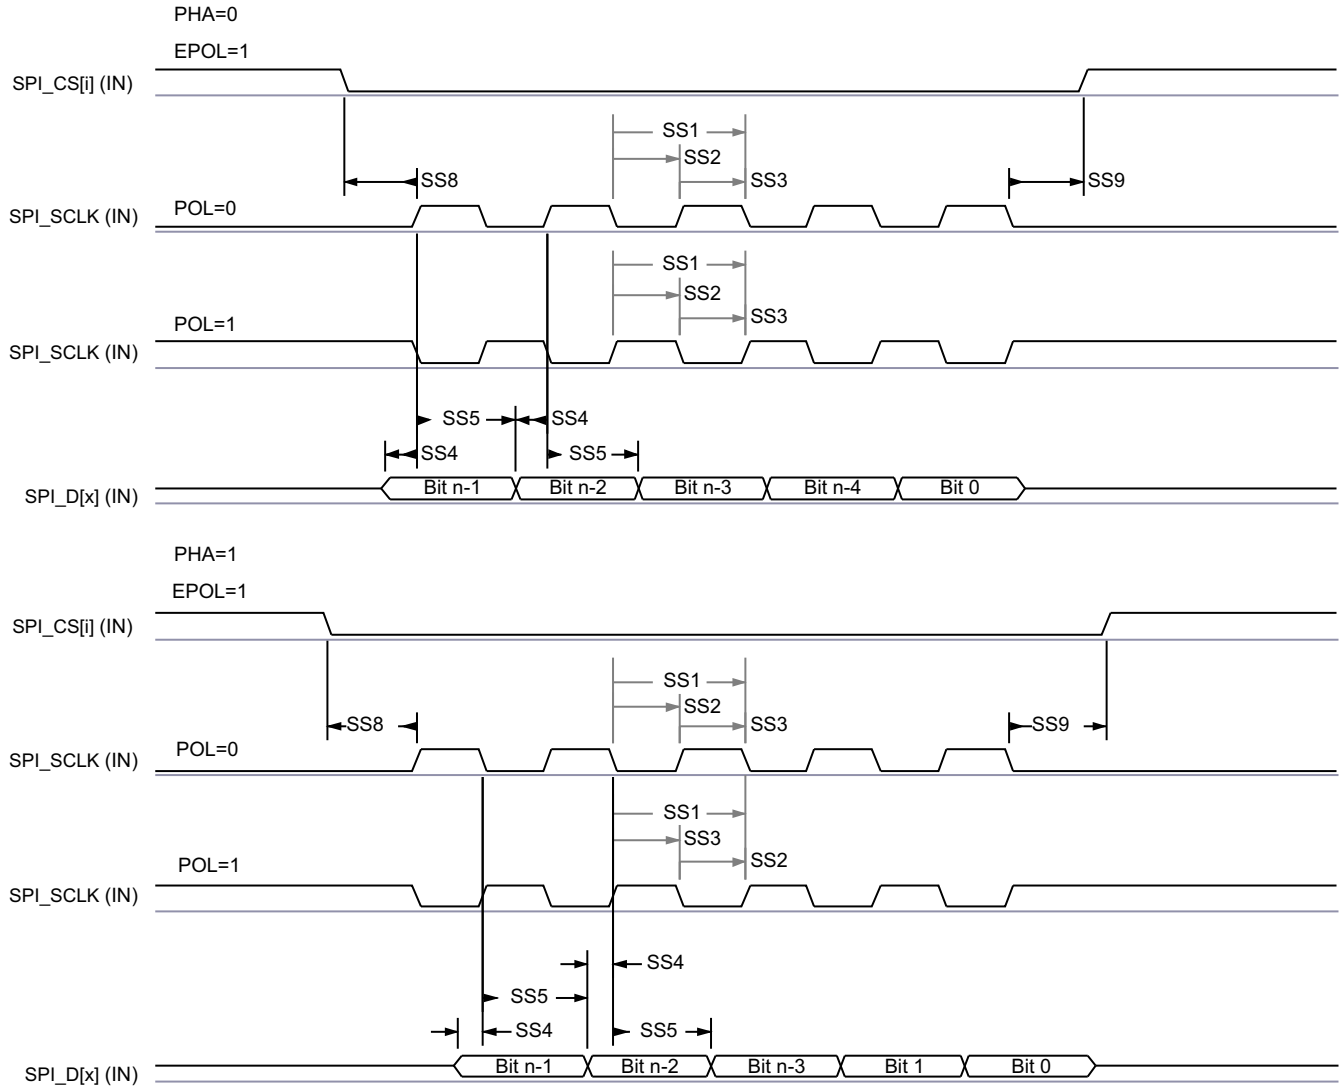 PHA=0
EPOL=1
SPI_CS[i] (IN)
SS1
SS2
SS8
SS3
SS9
POL=0
SPI_SCLK (IN)
SS1
SS2
SS3
POL=1
SPI_SCLK (IN)
SS5
SS4
SS4
SS5
SPI_D[x] (IN)
Bit n-1
Bit n-2
Bit n-3
Bit n-4
Bit 0
PHA=1
EPOL=1
SPI_CS[i] (IN)
SS1
SS2
SS8
SS3
SS9
POL=0
SPI_SCLK (IN)
SS1
SS3
SS2
POL=1
SPI_SCLK (IN)
SS4
SS5
SS4
SS5
SPI_D[x] (IN)
Bit n-1
Bit n-2
Bit n-3
Bit 1
Bit 0